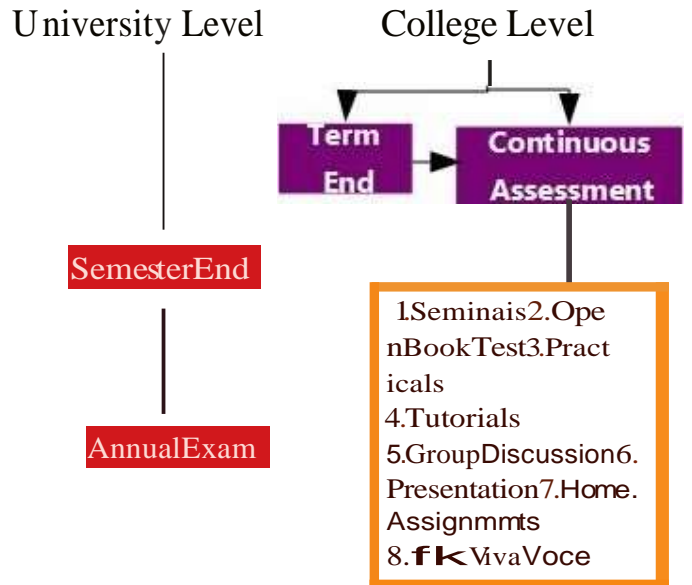 University Level
College Level
Term
End
Continuous
Assessment
SemesterEnd
AnnualExam
1.Seminais2.Ope
nBookTest3.Pract
icals
4.Tutorials
5.GroupDiscussion6.
Presentation7.Home.
Assignmmts
8.fkVivaVoce